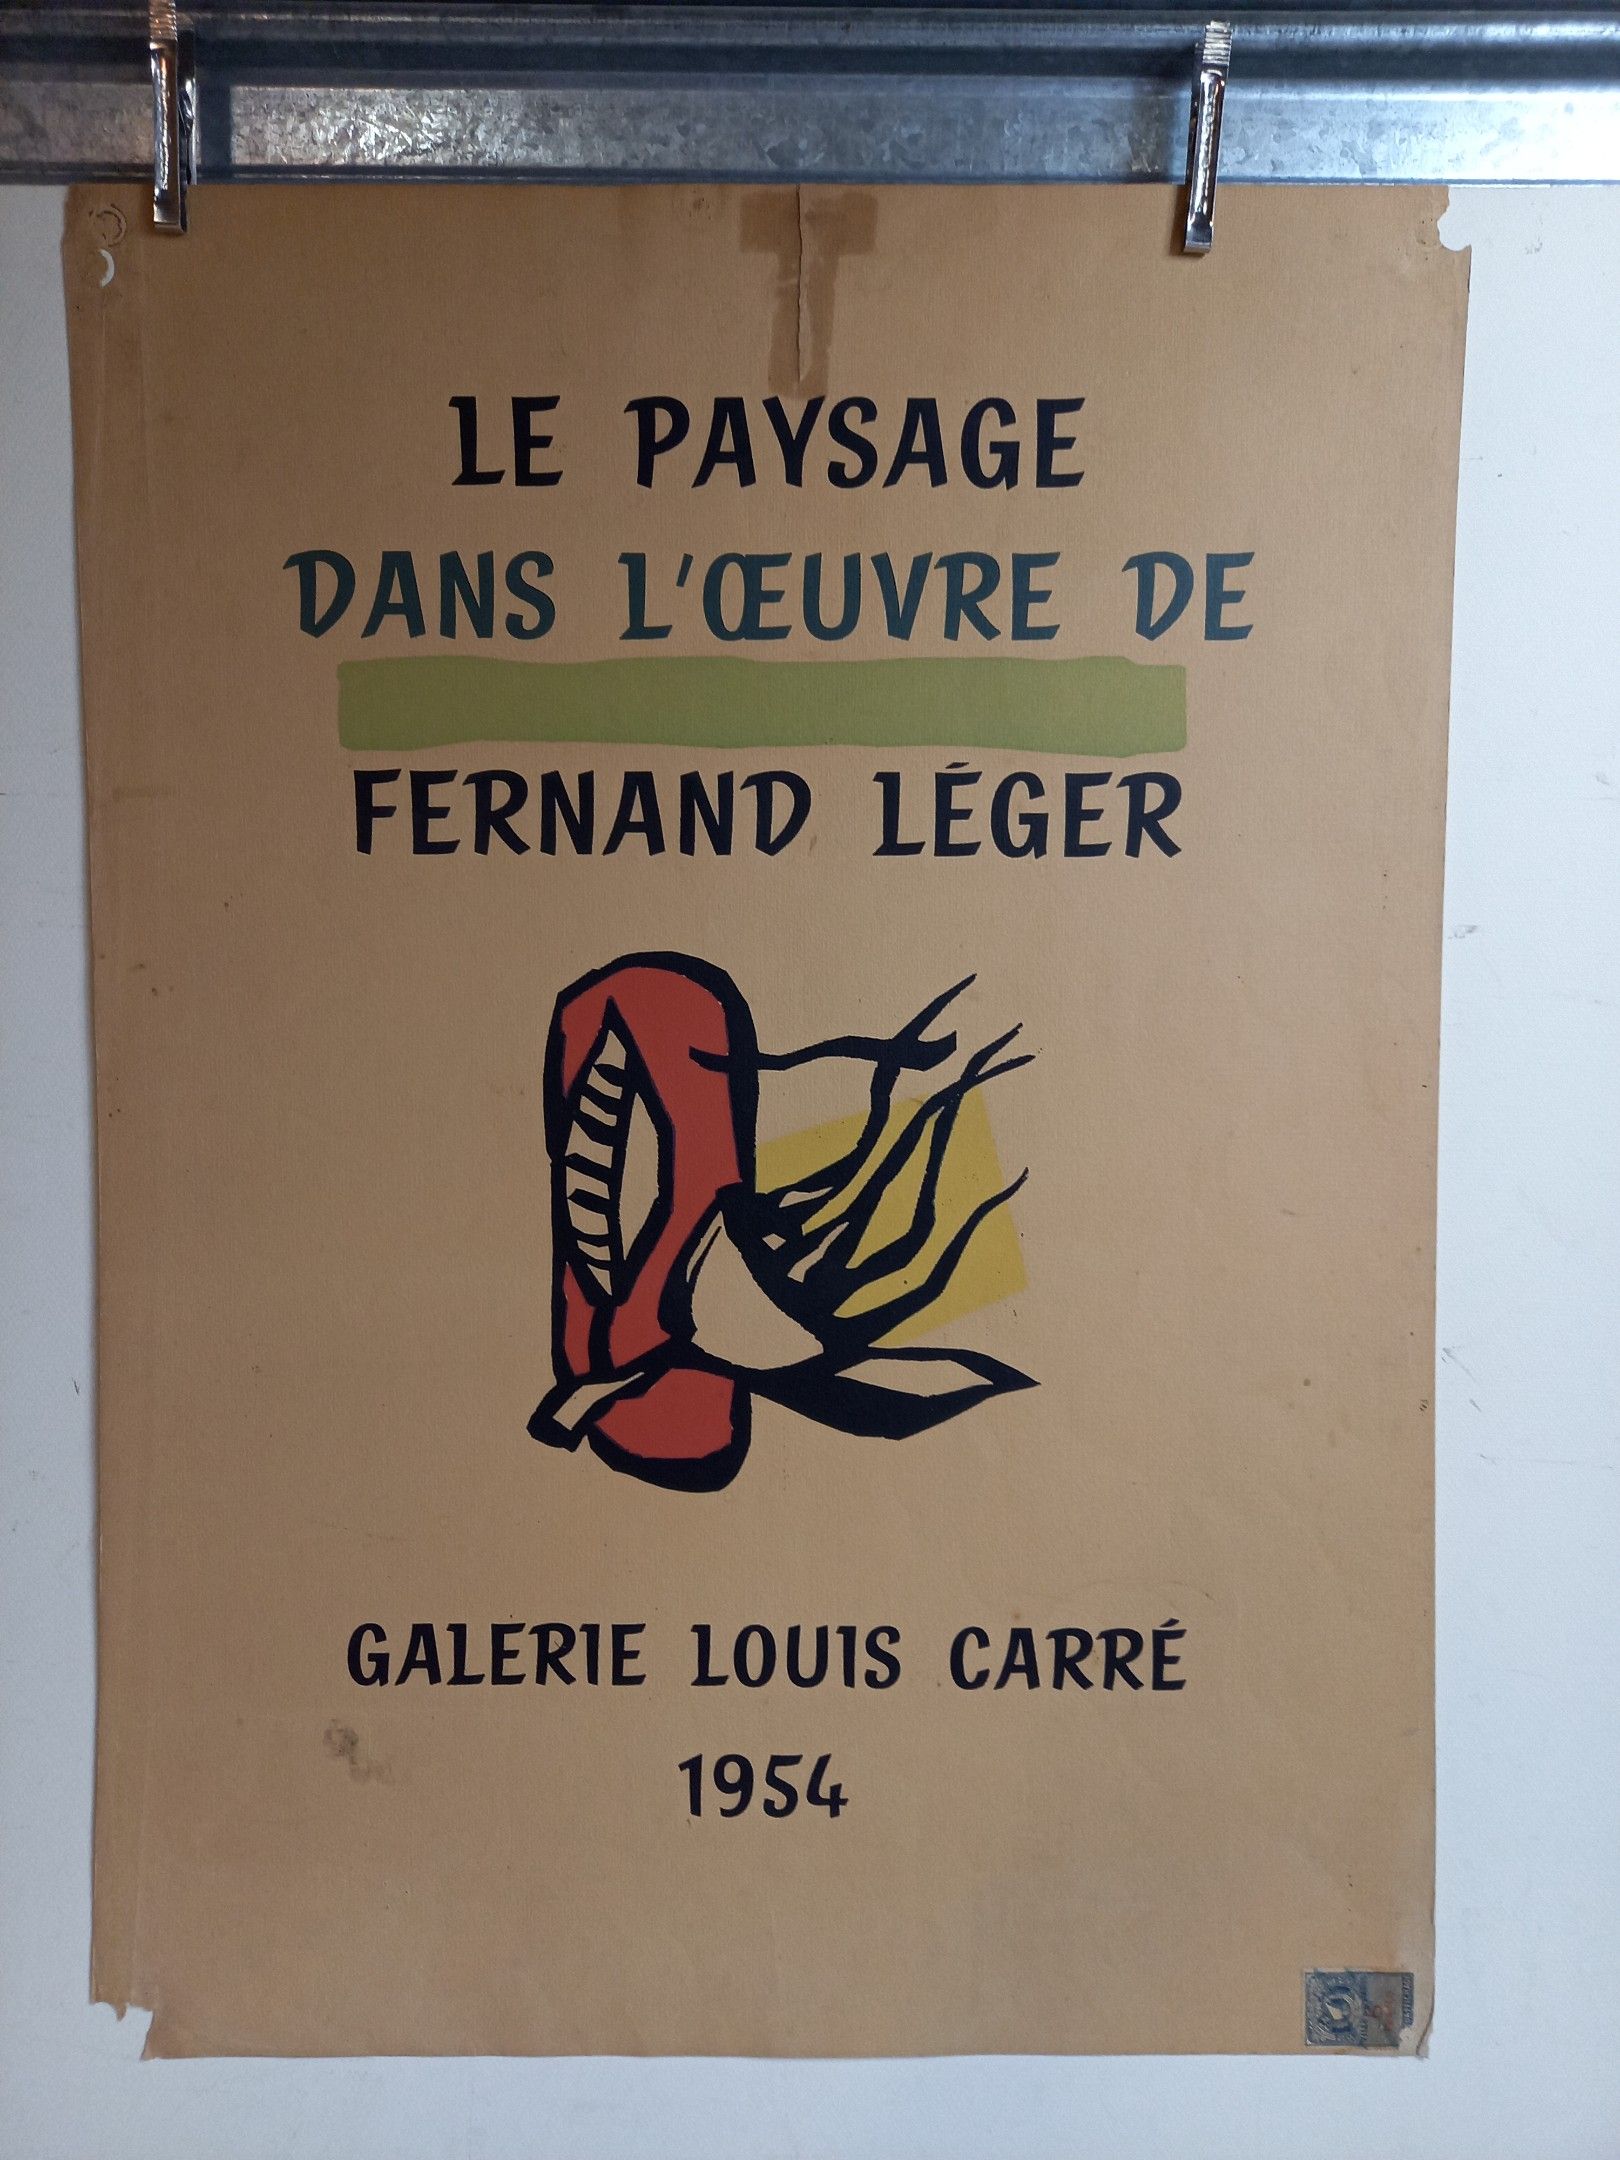 LE PAYSAGE
DANS L'ŒUVRE DE
FERNAND LÉGER
GALERIE LOUIS CARRÉ
1954